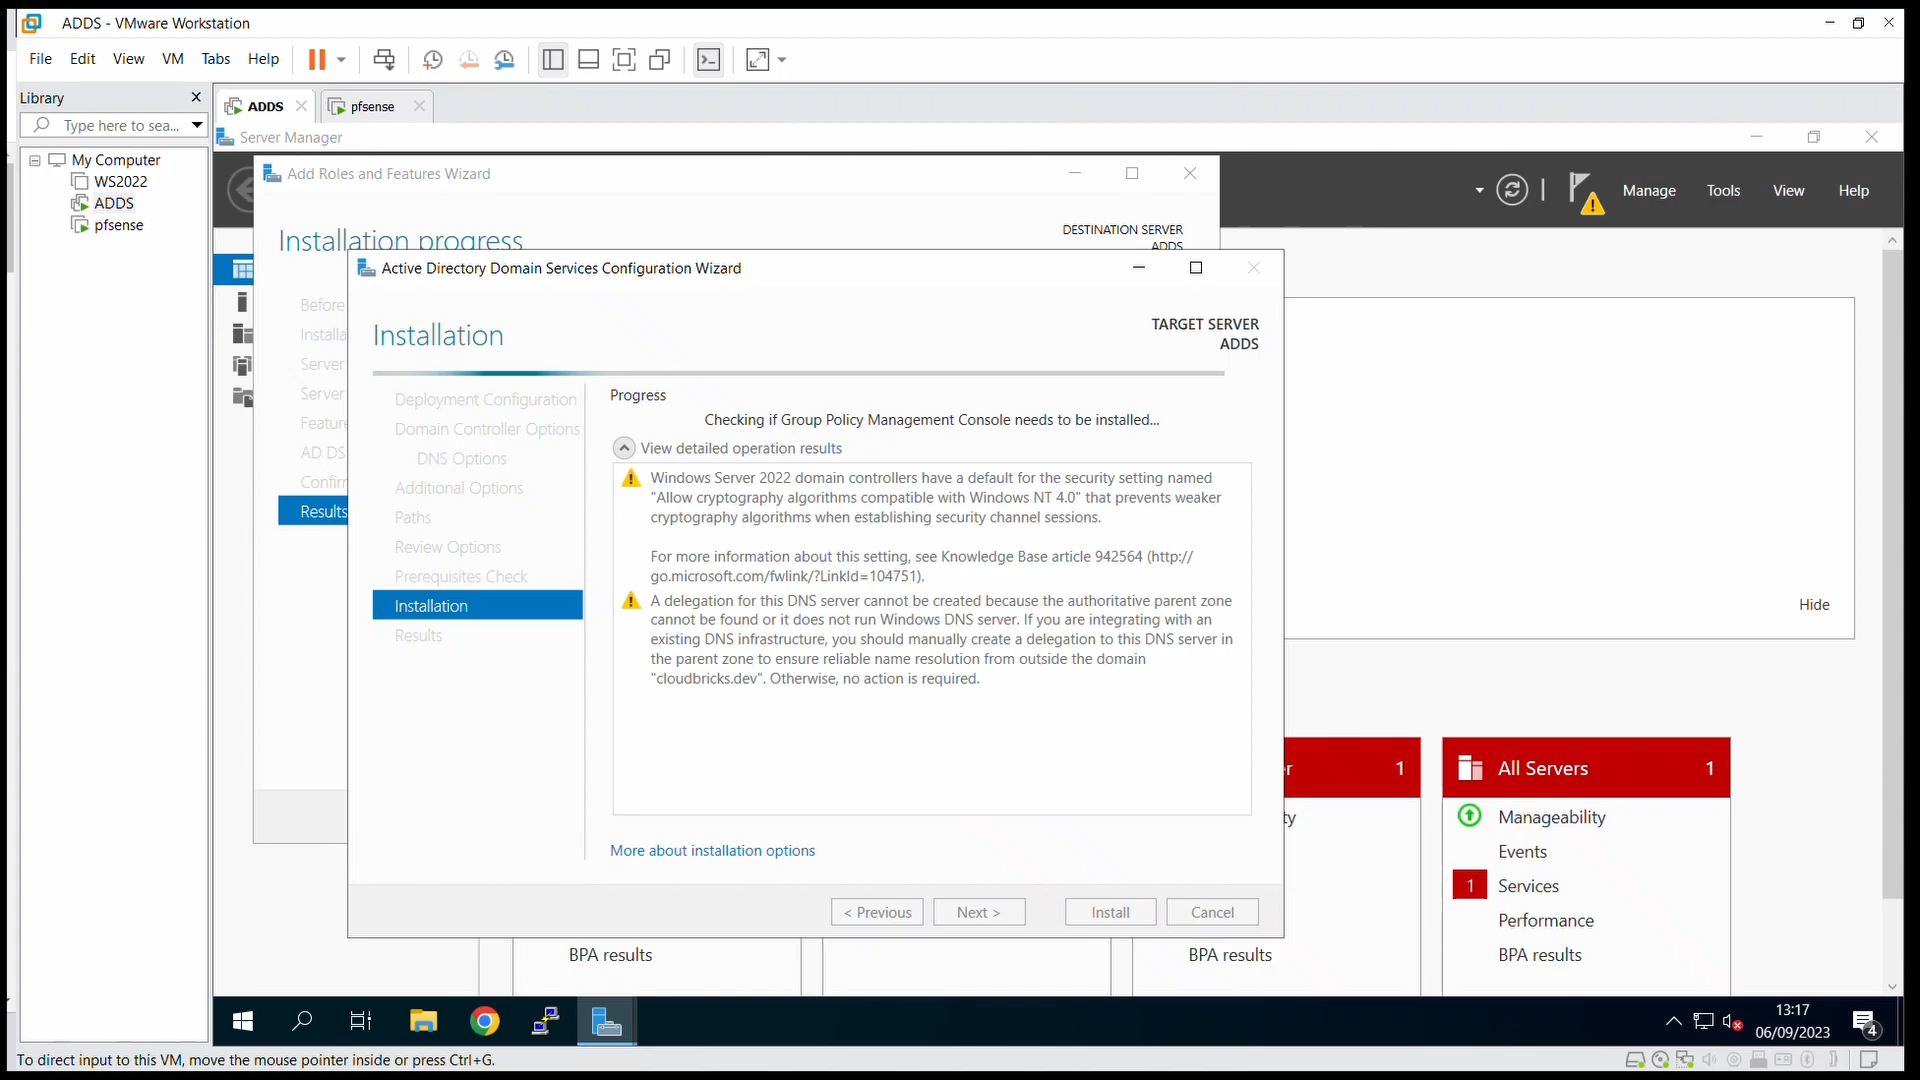 ADDS - VMware Workstation
File Edit View VM Tabs Help
Library
Type here to sea...
My Computer
WS2022
ADDS
pfsense
ADDS
pfsense
Server Manager
Manage Tools View Help
Add Roles and Features Wizard
Installation progress
DESTINATION SERVER
ADDS
Before
Installa
Server
Server
Feature
AD DS
Confirm
Results
Active Directory Domain Services Configuration Wizard
Installation
TARGET SERVER
ADDS
Deployment Configuration
Domain Controller Options
DNS Options
Additional Options
Paths
Review Options
Prerequisites Check
Installation
Results
Progress
Checking if Group Policy Management Console needs to be installed...
View detailed operation results
Windows Server 2022 domain controllers have a default for the security setting named
"Allow cryptography algorithms compatible with Windows NT 4.0" that prevents weaker
cryptography algorithms when establishing security channel sessions.
For more information about this setting, see Knowledge Base article 942564 (http://
go.microsoft.com/fwlink/?LinkId=104751).
A delegation for this DNS server cannot be created because the authoritative parent zone
cannot be found or it does not run Windows DNS server. If you are integrating with an
existing DNS infrastructure, you should manually create a delegation to this DNS server in
the parent zone to ensure reliable name resolution from outside the domain
"cloudbricks.dev". Otherwise, no action is required.
More about installation options
< Previous Next > Install Cancel
Hide
r 1
ty
BPA results
BPA results
All Servers 1
Manageability
Events
1 Services
Performance
BPA results
13:17
06/09/2023
4
To direct input to this VM, move the mouse pointer inside or press Ctrl+G.